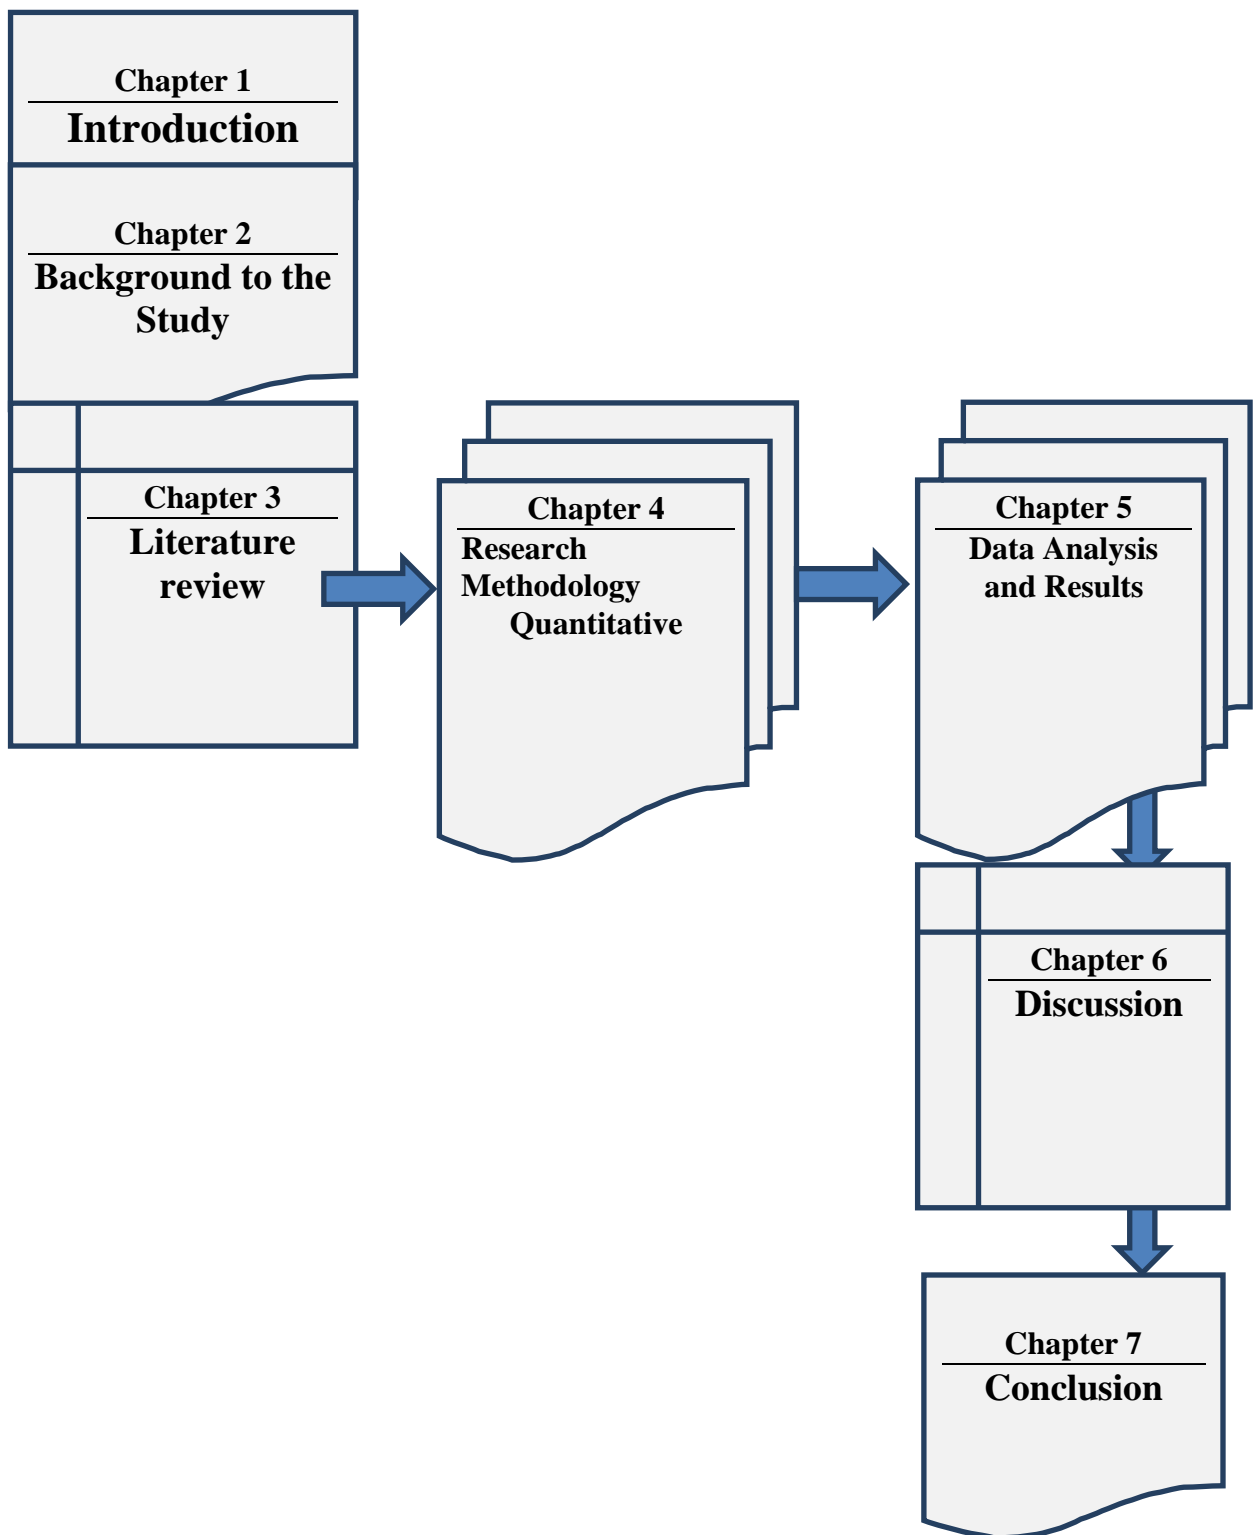 Chapter 1
Introduction
Chapter 2
Background to the
Study
Chapter 3
Literature
review
Chapter 4
Research
Methodology
Quantitative
Chapter 5
Data Analysis
and Results
Chapter 6
Discussion
Chapter 7
Conclusion